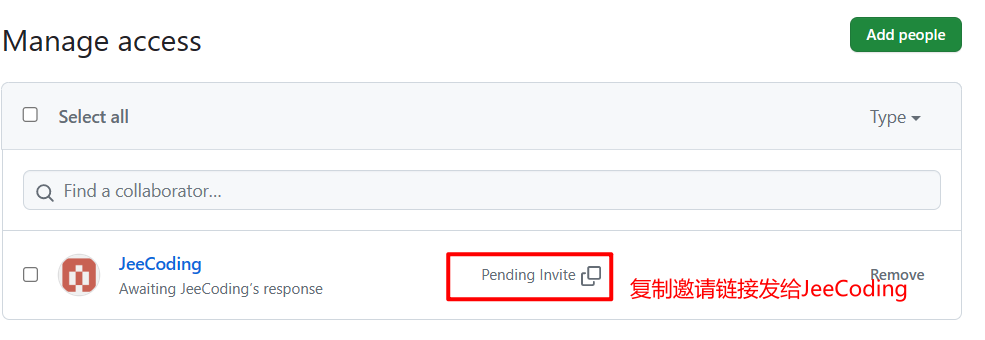 Manage access
Add people
Select all
Type
Find a collaborator...
JeeCoding
Pending Invite
Remove
Awaiting JeeCoding's response
复制邀请链接发给JeeCoding